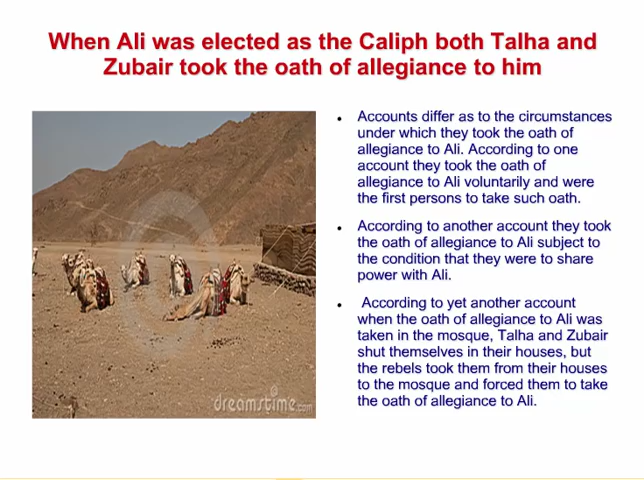 When Ali was elected as the Caliph both Talha and
Zubair took the oath of allegiance to him
• Accounts differ as to the circumstances
under which they took the oath of
allegiance to Ali. According to one
account they took the oath of
allegiance to Ali voluntarily and were
the first persons to take such oath.
• According to another account they took
the oath of allegiance to Ali subject to
the condition that they were to share
power with Ali.
• According to yet another account
when the oath of allegiance to Ali was
taken in the mosque, Talha and Zubair
shut themselves in their houses, but
the rebels took them from their houses
to the mosque and forced them to take
the oath of allegiance to Ali.
dreamstime.com